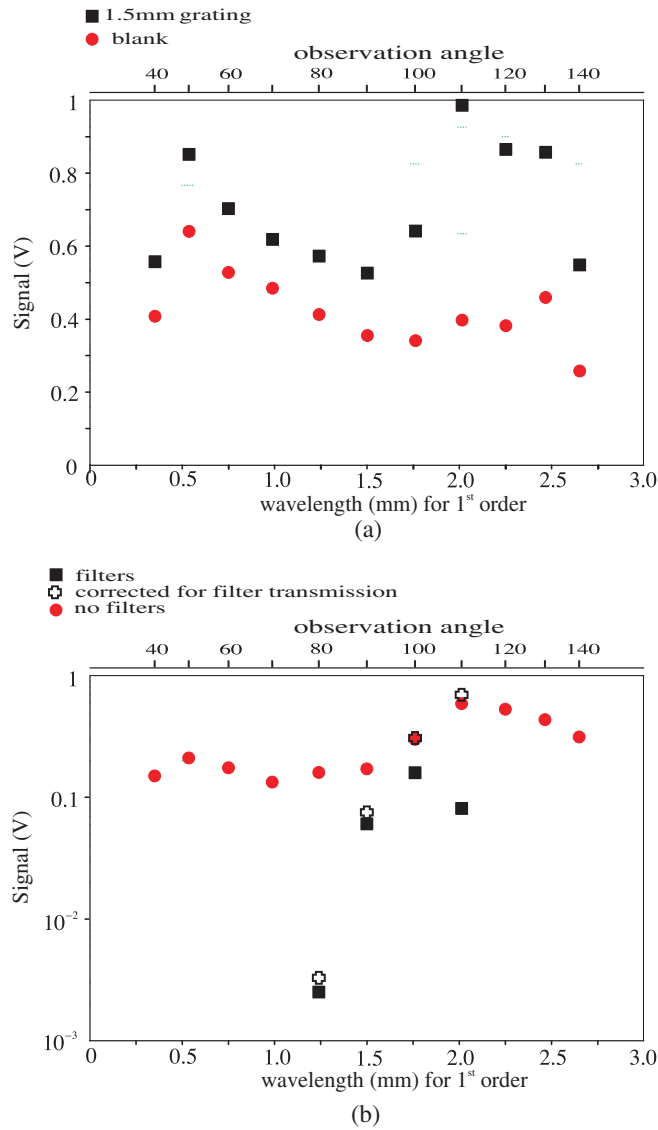 1.5mm grating
blank
observation angle
40 60 80 100 120 140
1
0.8
0.6
0.4
0.2
0
Signal (V)
0 0.5 1.0 1.5 2.0 2.5 3.0
wavelength (mm) for 1st order
(a)
filters
corrected for filter transmission
no filters
observation angle
40 60 80 100 120 140
1
0.1
10⁻²
10⁻³
Signal (V)
0 0.5 1.0 1.5 2.0 2.5 3.0
wavelength (mm) for 1st order
(b)